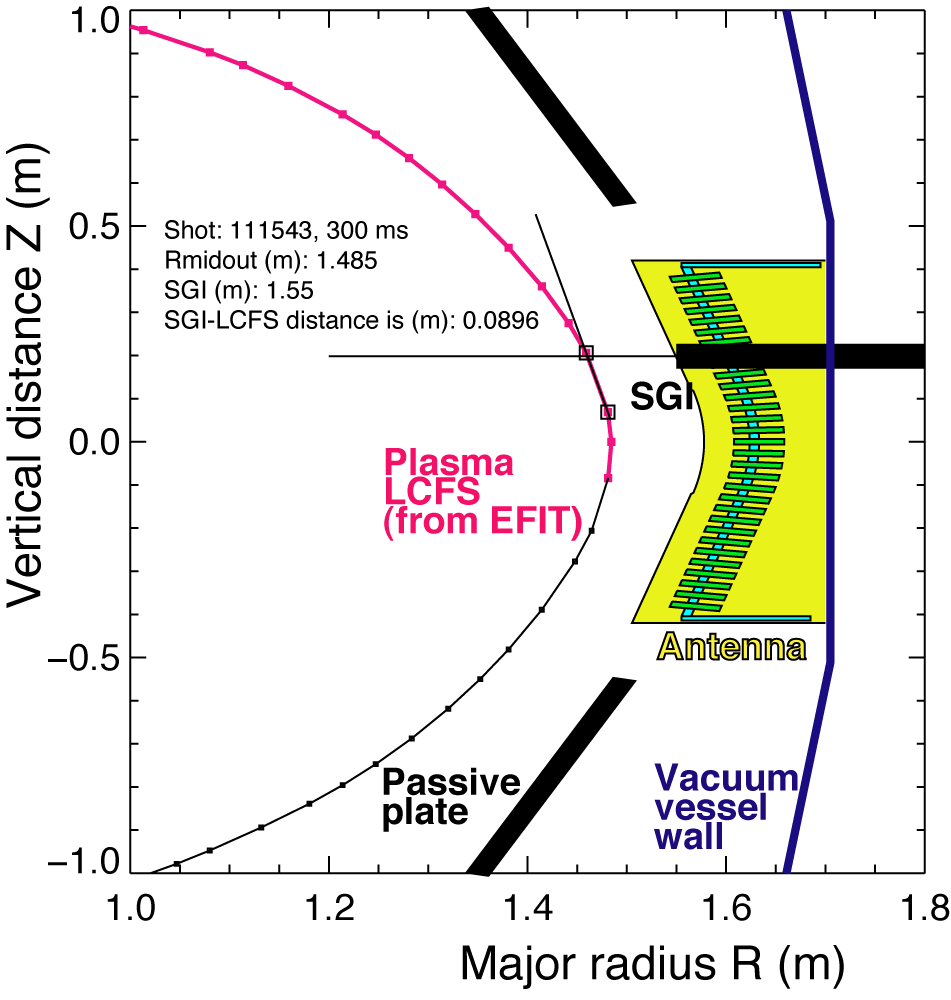 1.0
0.5
0.0
−0.5
−1.0
Vertical distance Z (m)
Shot: 111543, 300 ms
Rmidout (m): 1.485
SGI (m): 1.55
SGI-LCFS distance is (m): 0.0896
SGI
Plasma
LCFS
(from EFIT)
Antenna
Passive
plate
Vacuum
vessel
wall
1.0 1.2 1.4 1.6 1.8
Major radius R (m)